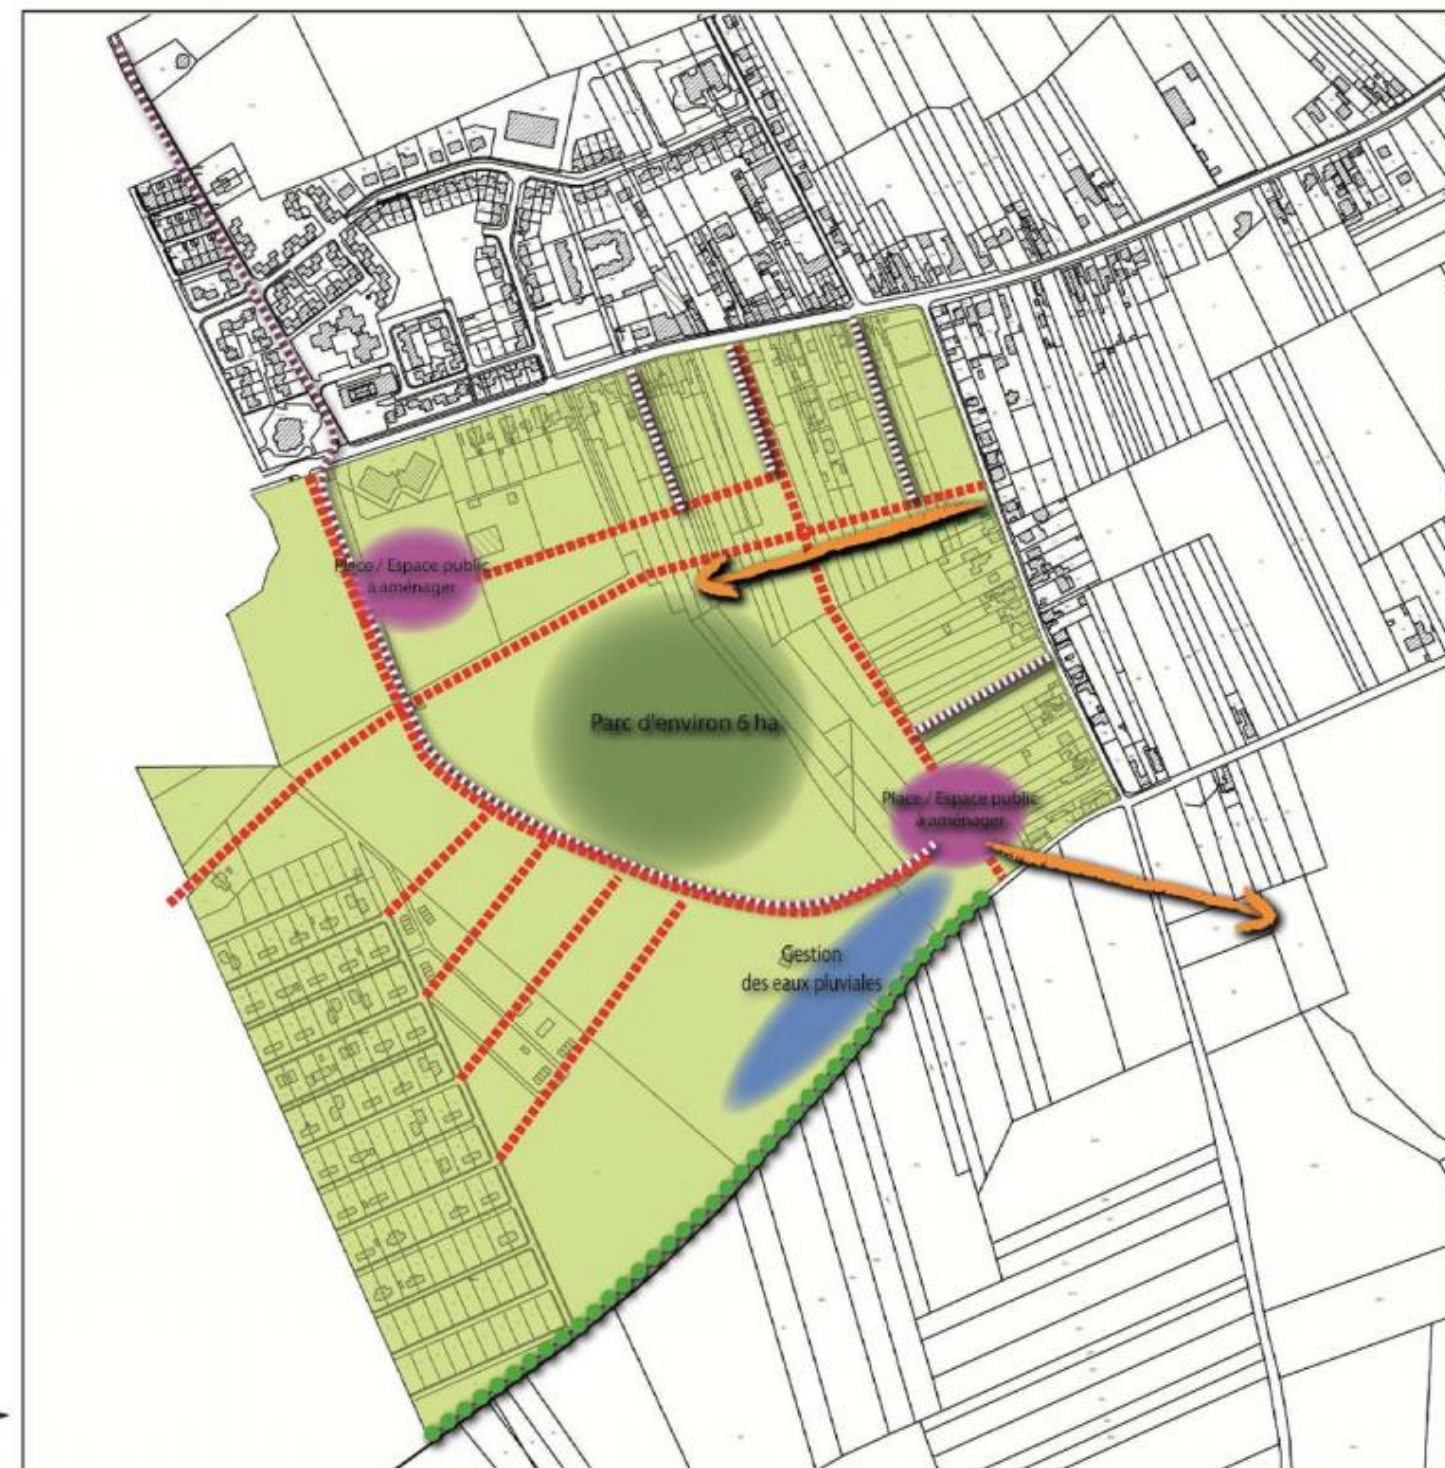 Place / Espace public
à aménager
Parc d'environ 6 ha
Place / Espace public
à aménager
Gestion
des eaux pluviales